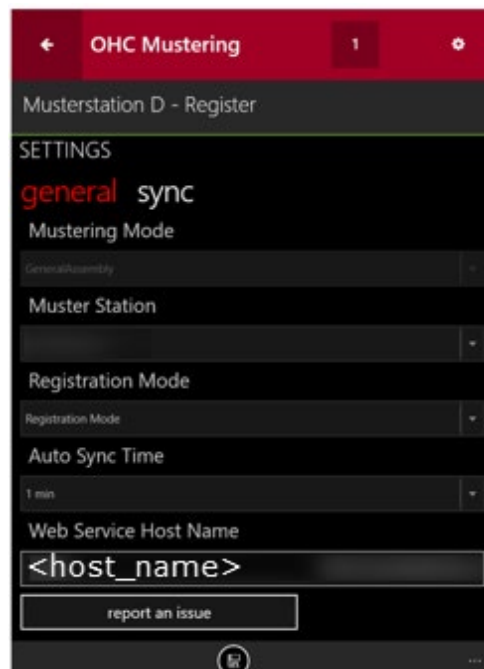 OHC Mustering 1
Musterstation D - Register
SETTINGS
general sync
Mustering Mode
GeneralAssembly
Muster Station
Registration Mode
Registration Mode
Auto Sync Time
1 min
Web Service Host Name
<host_name>
report an issue
...